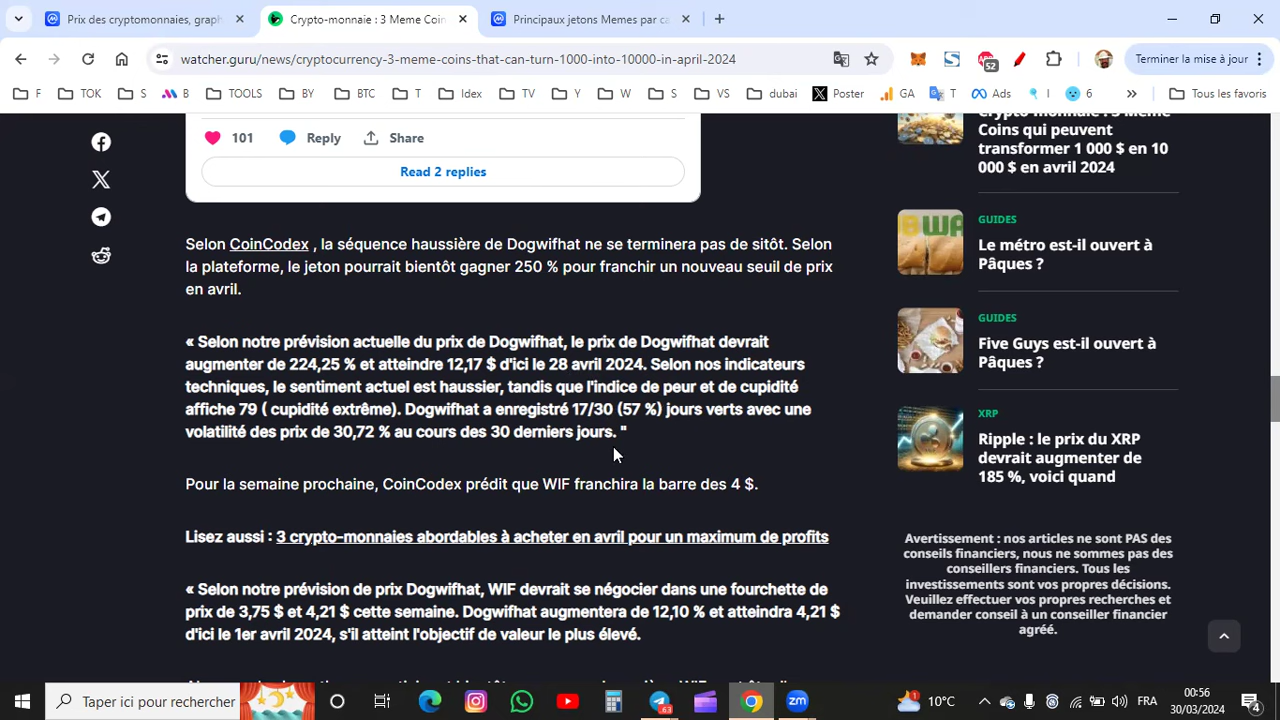 Prix des cryptomonnaies, graph
Crypto-monnaie : 3 Meme Coin
Principaux jetons Memes par ca
watcher.guru/news/cryptocurrency-3-meme-coins-that-can-turn-1000-into-10000-in-april-2024
52
Terminer la mise à jour
F
TOK
S
B
TOOLS
BY
BTC
T
Idex
TV
Y
W
S
VS
dubai
Poster
GA
T
Ads
I
6
Tous les favoris
101
Reply
Share
Read 2 replies
Selon CoinCodex , la séquence haussière de Dogwifhat ne se terminera pas de sitôt. Selon
la plateforme, le jeton pourrait bientôt gagner 250 % pour franchir un nouveau seuil de prix
en avril.
« Selon notre prévision actuelle du prix de Dogwifhat, le prix de Dogwifhat devrait
augmenter de 224,25 % et atteindre 12,17 $ d'ici le 28 avril 2024. Selon nos indicateurs
techniques, le sentiment actuel est haussier, tandis que l'indice de peur et de cupidité
affiche 79 ( cupidité extrême). Dogwifhat a enregistré 17/30 (57 %) jours verts avec une
volatilité des prix de 30,72 % au cours des 30 derniers jours. "
Pour la semaine prochaine, CoinCodex prédit que WIF franchira la barre des 4 $.
Lisez aussi : 3 crypto-monnaies abordables à acheter en avril pour un maximum de profits
« Selon notre prévision de prix Dogwifhat, WIF devrait se négocier dans une fourchette de
prix de 3,75 $ et 4,21 $ cette semaine. Dogwifhat augmentera de 12,10 % et atteindra 4,21 $
d'ici le 1er avril 2024, s'il atteint l'objectif de valeur le plus élevé.
Crypto-monnaie : 3 Meme
Coins qui peuvent
transformer 1 000 $ en 10
000 $ en avril 2024
GUIDES
Le métro est-il ouvert à
Pâques ?
GUIDES
Five Guys est-il ouvert à
Pâques ?
XRP
Ripple : le prix du XRP
devrait augmenter de
185 %, voici quand
Avertissement : nos articles ne sont PAS des
conseils financiers, nous ne sommes pas des
conseillers financiers. Tous les
investissements sont vos propres décisions.
Veuillez effectuer vos propres recherches et
demander conseil à un conseiller financier
agréé.
Taper ici pour rechercher
63
zm
1
10°C
FRA
00:56
30/03/2024
4